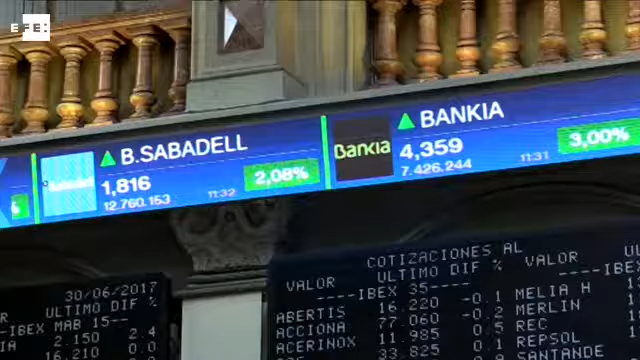 EFE:
B.SABADELL
1,816
2,08%
12.760.153
11:32
Bankia
BANKIA
4,359
3,00%
7.426.244
11:31
30/06/2017
R ULTIMO DIF %
--IBEX MAB 15--
2.150 2.4
16.210 0.0
COTIZACIONES AL
VALOR ULTIMO DIF % VALOR
----IBEX 35----
ABERTIS 16.220 -0.1 MELIA H
ACCIONA 77.060 -0.2 MERLIN
ACERINOX 11.985 0.5 REC
33.825 0.1 REPSOL